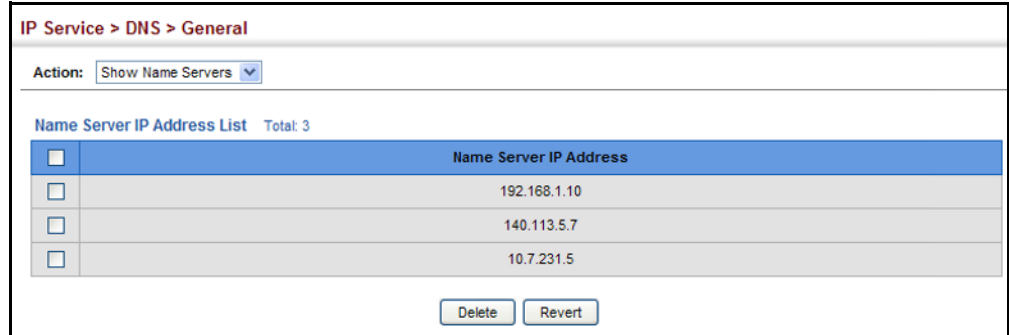 IP Service > DNS > General
Action: Show Name Servers
Name Server IP Address List Total: 3
Name Server IP Address
192.168.1.10
140.113.5.7
10.7.231.5
Delete Revert